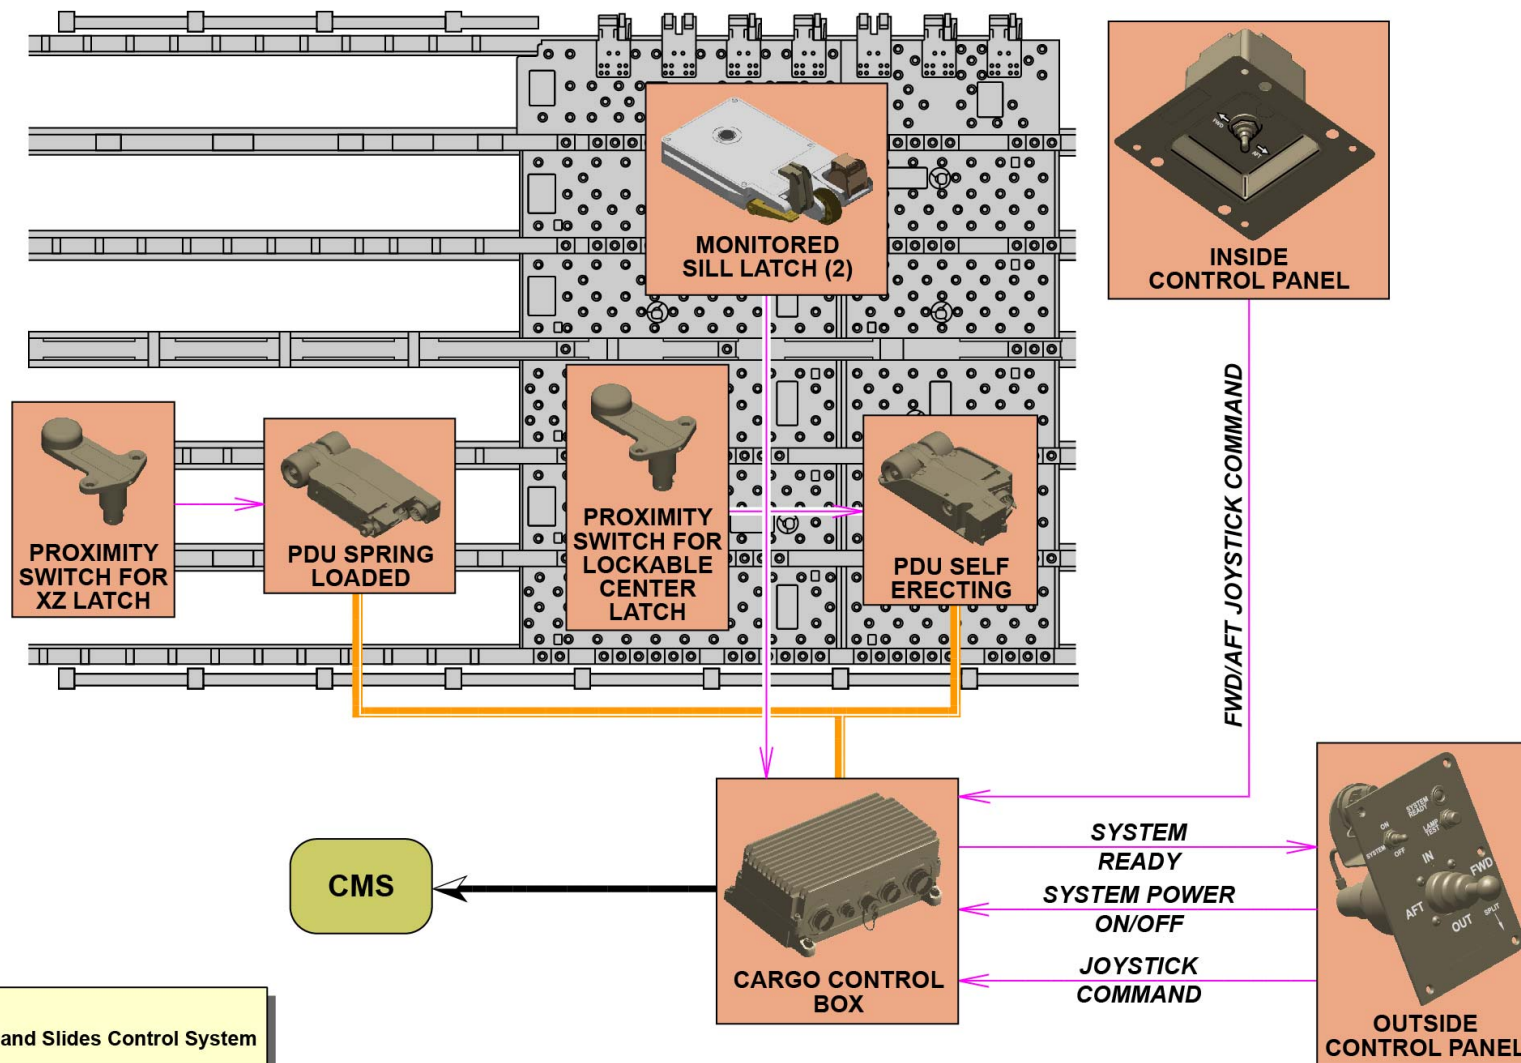 FWD
AFT
MONITORED
SILL LATCH (2)
INSIDE
CONTROL PANEL
FWD/AFT JOYSTICK COMMAND
PROXIMITY
SWITCH FOR
XZ LATCH
PDU SPRING
LOADED
PROXIMITY
SWITCH FOR
LOCKABLE
CENTER
LATCH
PDU SELF
ERECTING
CMS
CARGO CONTROL
BOX
SYSTEM
READY
SYSTEM POWER
ON/OFF
JOYSTICK
COMMAND
SYSTEM
READY
LAMP
TEST
ON
SYSTEM
OFF
IN
FWD
AFT
OUT
SPLIT
OUTSIDE
CONTROL PANEL
and Slides Control System